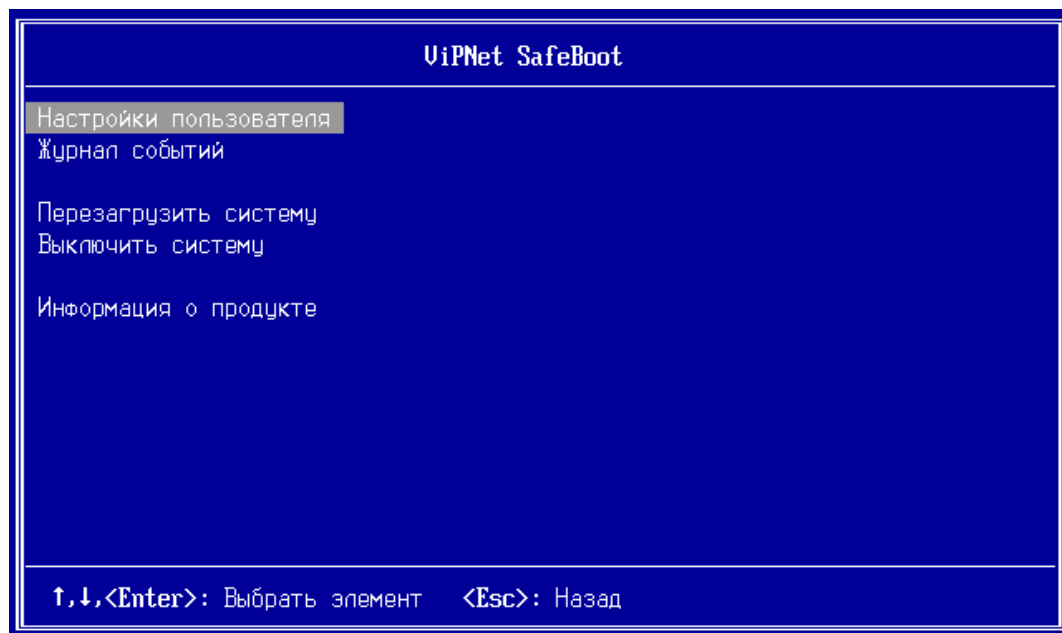 ViPNet SafeBoot
Настройки пользователя
Журнал событий
Перезагрузить систему
Выключить систему
Информация о продукте
↑,↓,<Enter>: Выбрать элемент <Esc>: Назад